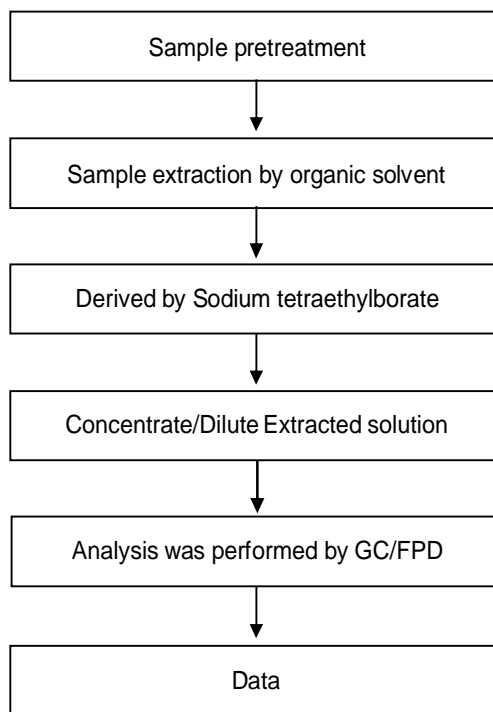 Sample pretreatment
Sample extraction by organic solvent
Derived by Sodium tetraethylborate
Concentrate/Dilute Extracted solution
Analysis was performed by GC/FPD
Data